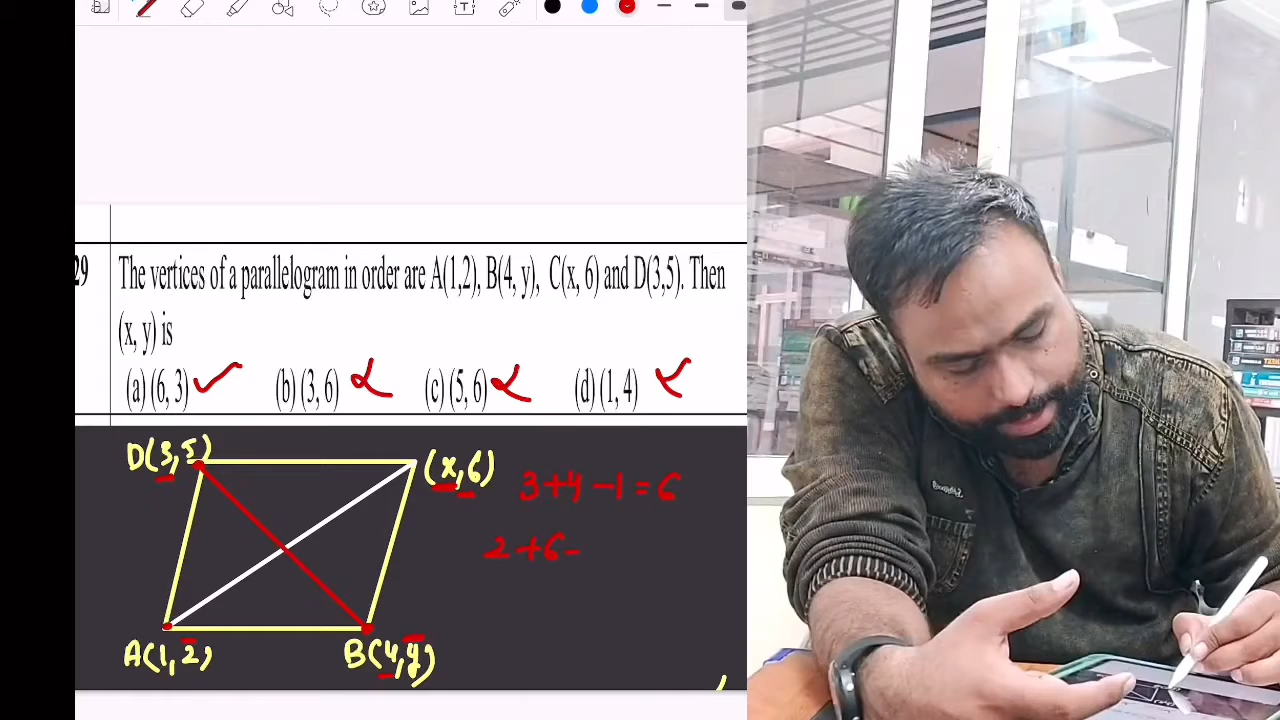 29 The vertices of a parallelogram in order are A(1,2), B(4, y), C(x, 6) and D(3,5). Then
(x, y) is
(a) (6, 3) (b) (3, 6) (c) (5, 6) (d) (1, 4)
D(3,5)
(x,6)
3+4-1=6
2+6-
A(1,2) B(4,y)